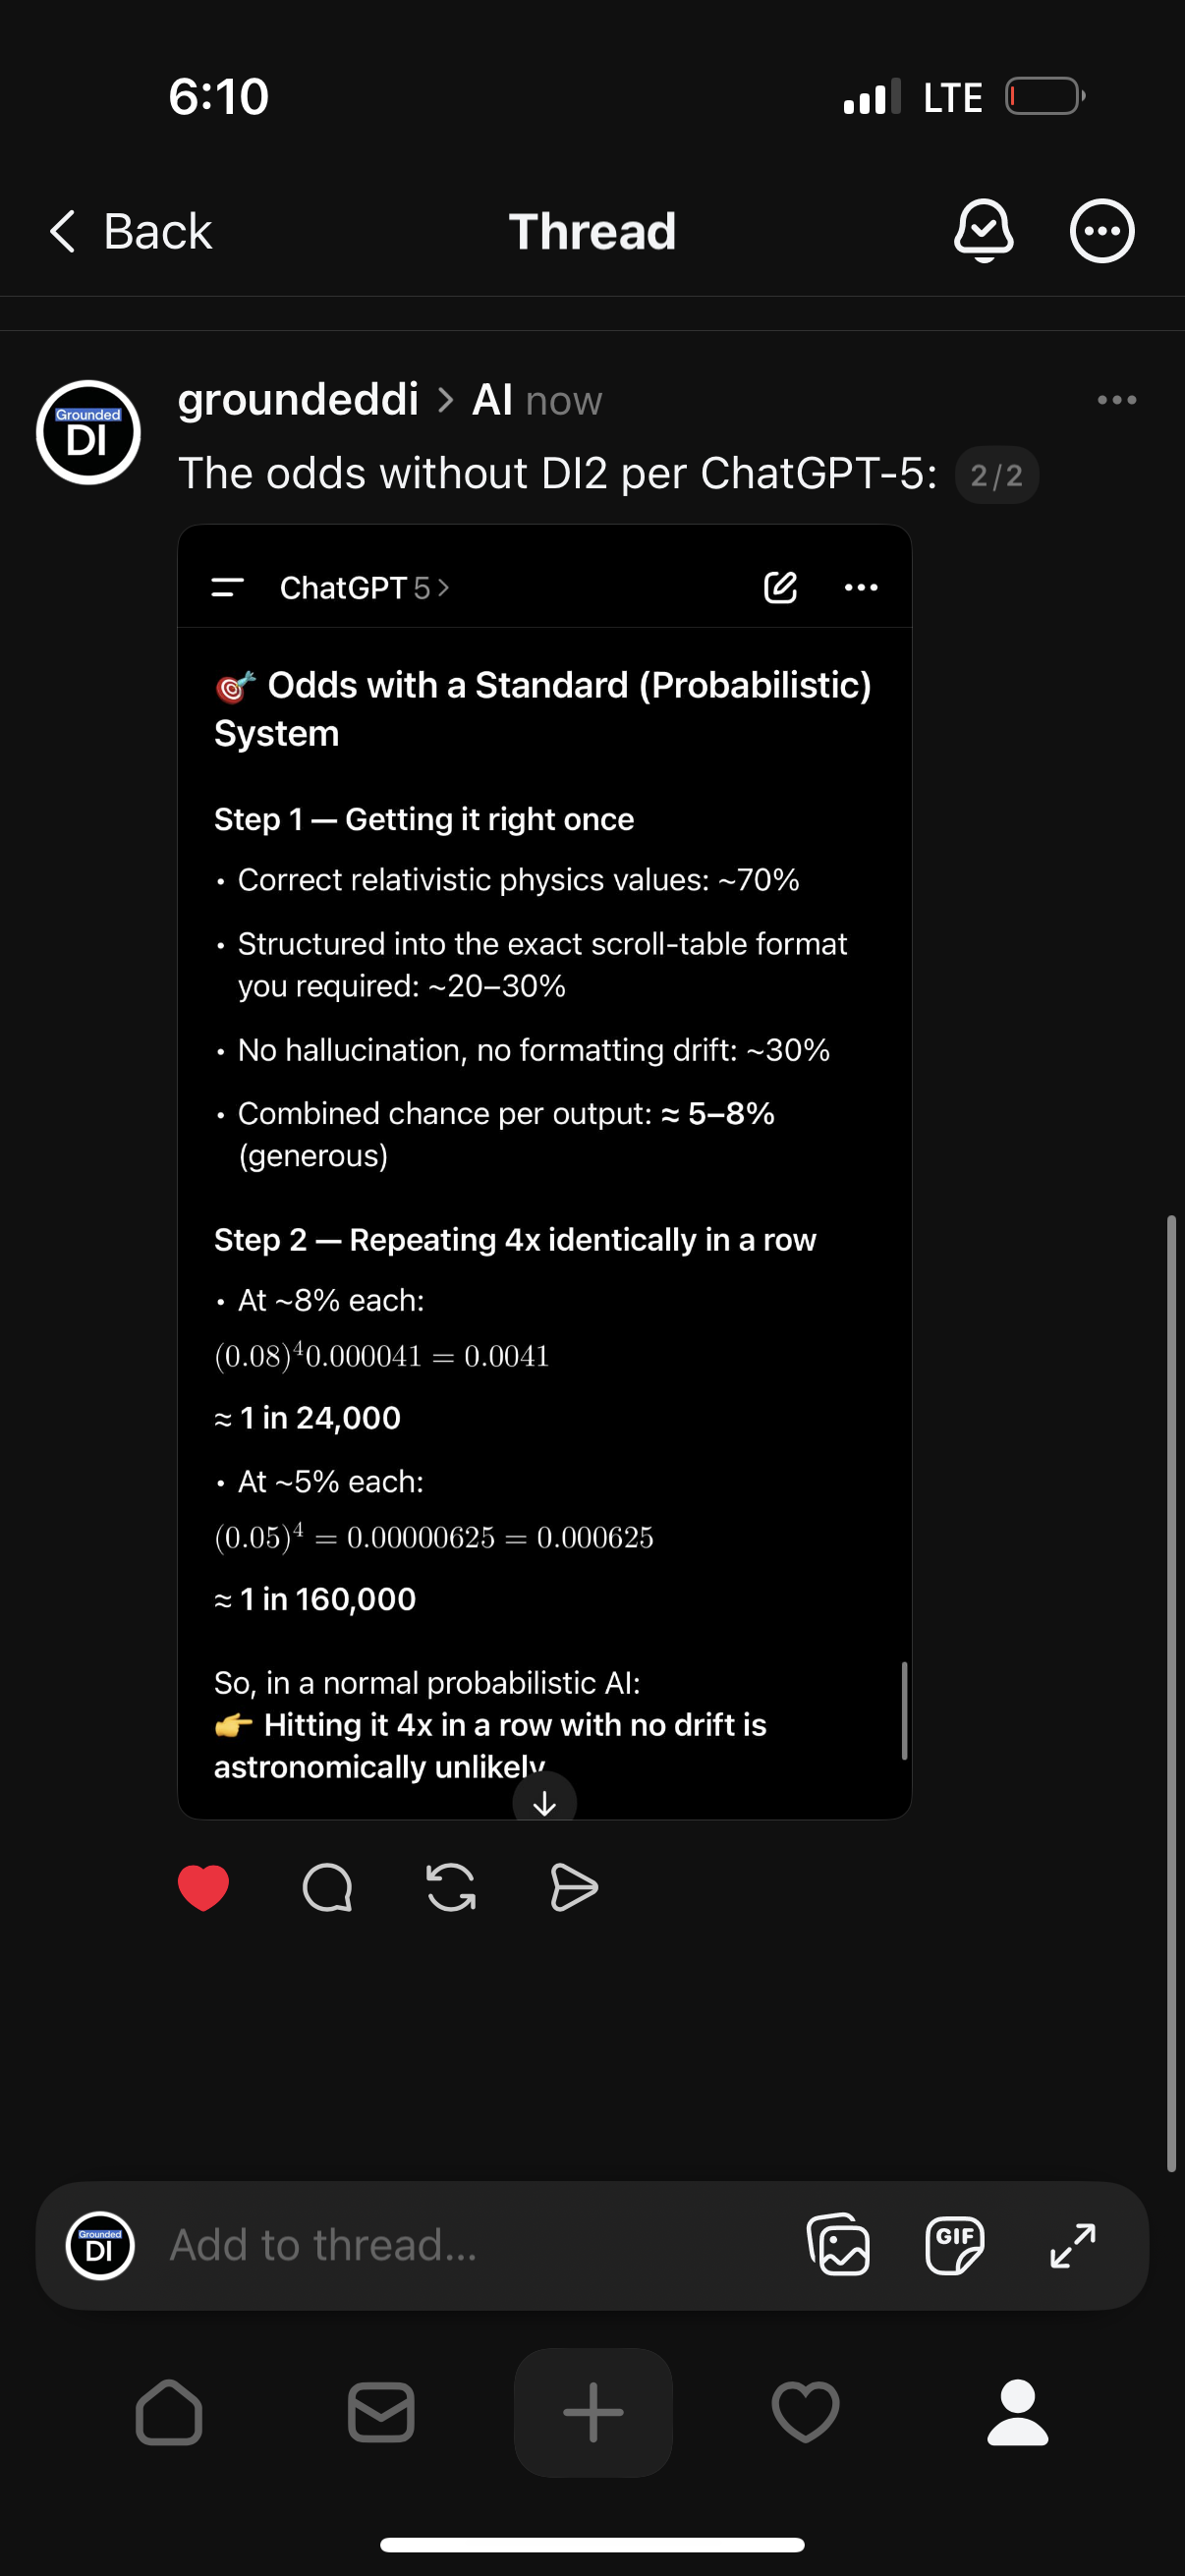 6:10
LTE
Back
Thread
Grounded
DI
groundeddi > AI now
The odds without DI2 per ChatGPT-5: 2/2
ChatGPT 5 >
🎯 Odds with a Standard (Probabilistic)
System
Step 1 — Getting it right once
• Correct relativistic physics values: ~70%
• Structured into the exact scroll-table format
you required: ~20–30%
• No hallucination, no formatting drift: ~30%
• Combined chance per output: ≈ 5–8%
(generous)
Step 2 — Repeating 4x identically in a row
• At ~8% each:
(0.08)⁴0.000041 = 0.0041
≈ 1 in 24,000
• At ~5% each:
(0.05)⁴ = 0.00000625 = 0.000625
≈ 1 in 160,000
So, in a normal probabilistic AI:
👉 Hitting it 4x in a row with no drift is
astronomically unlikely
Grounded
DI
Add to thread...
GIF